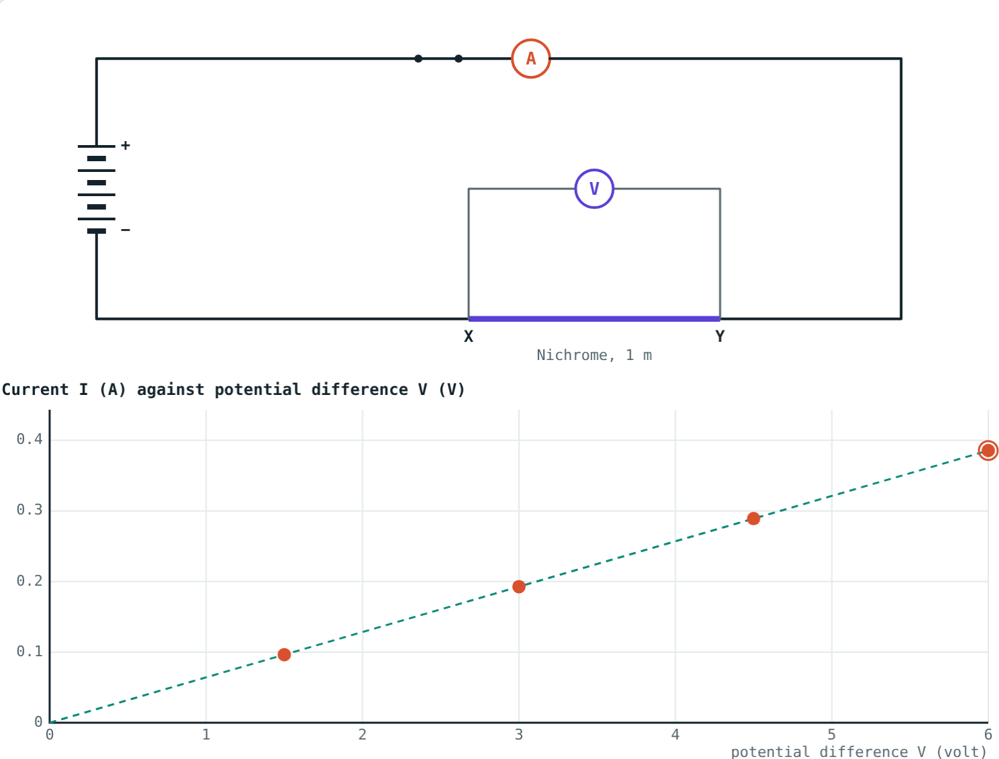 A
+
V
−
X Y
Nichrome, 1 m
Current I (A) against potential difference V (V)
0.4
0.3
0.2
0.1
0
0 1 2 3 4 5 6
potential difference V (volt)